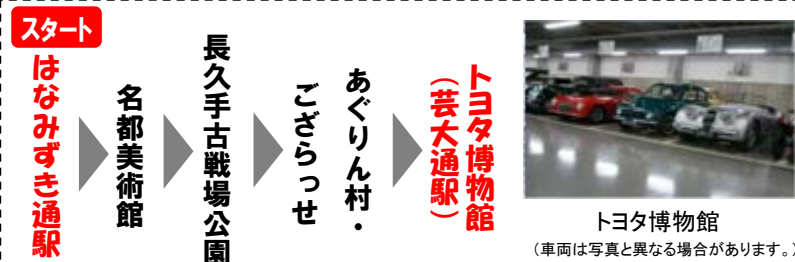 スタート
はなみずき通駅
名都美術館
長久手古戦場公園
あぐりん村・
ござらっせ
トヨタ博物館
（芸大通駅）
トヨタ博物館
（車両は写真と異なる場合があります。）